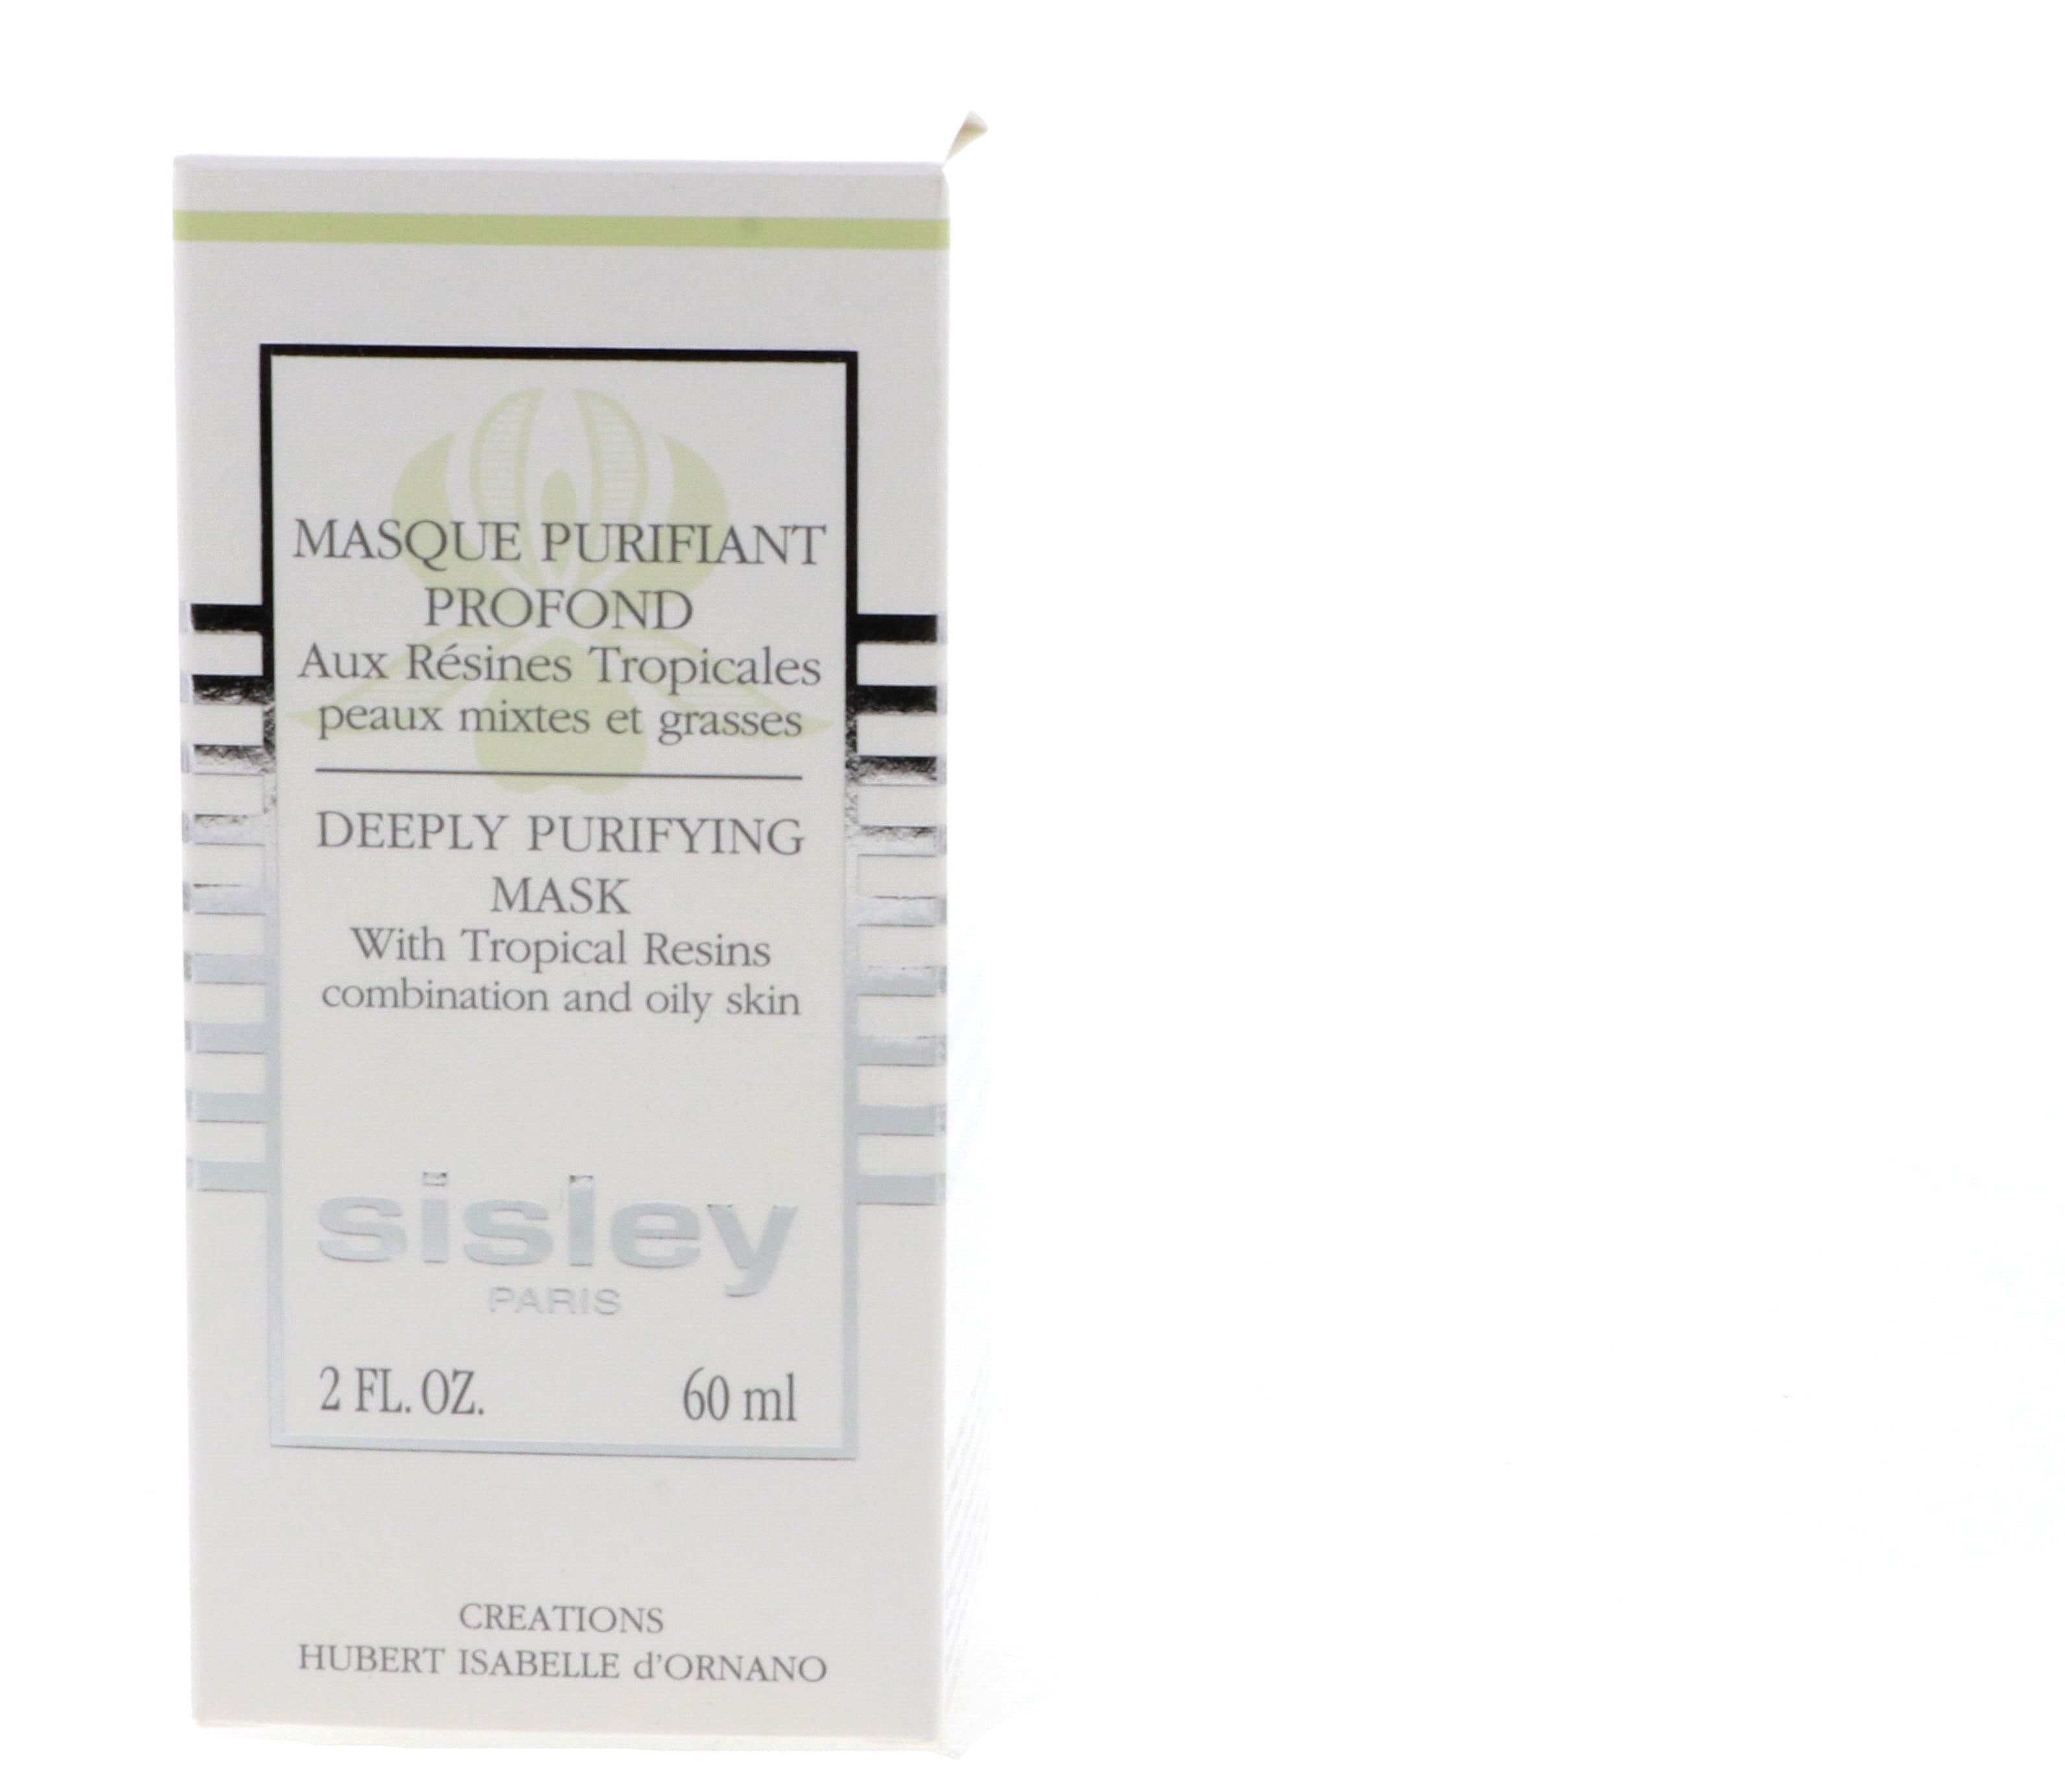 MASQUE PURIFIANT
PROFOND
Aux Résines Tropicales
peaux mixtes et grasses
DEEPLY PURIFYING
MASK
With Tropical Resins
combination and oily skin
sisley
PARIS
2 FL. OZ. 60 ml
CREATIONS
HUBERT ISABELLE d'ORNANO